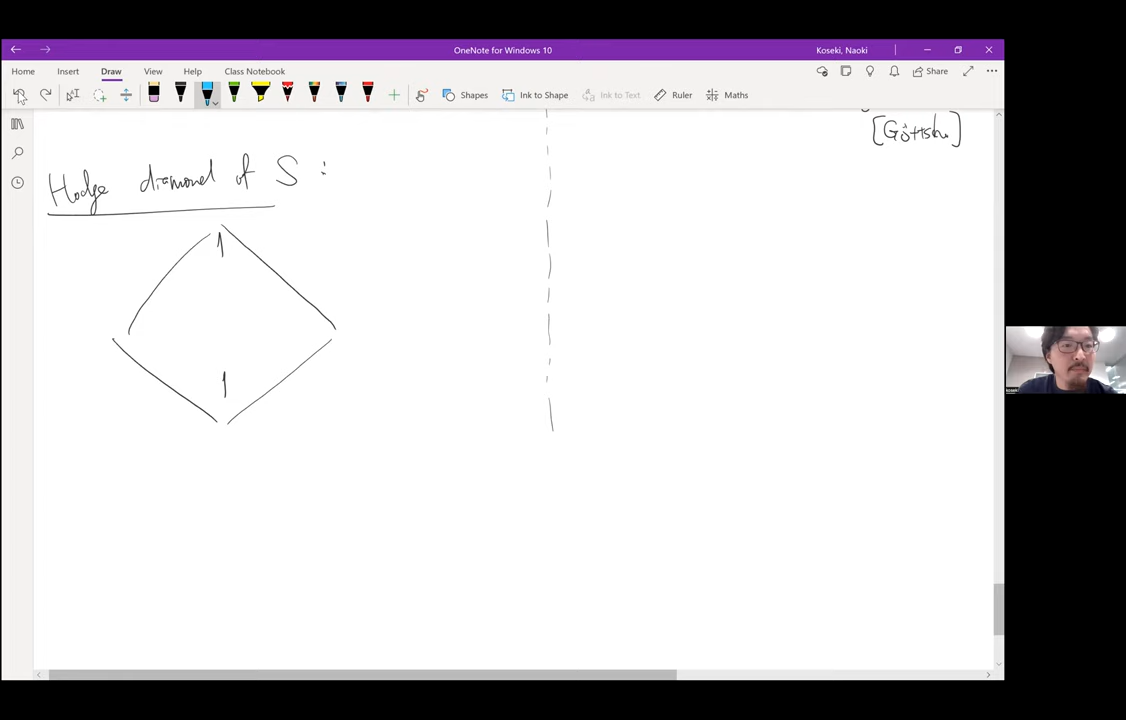 OneNote for Windows 10
Koseki, Naoki
Home Insert Draw View Help Class Notebook
Share
Shapes Ink to Shape Ink to Text Ruler Maths
Hodge diamond of S :
1
1
koseki